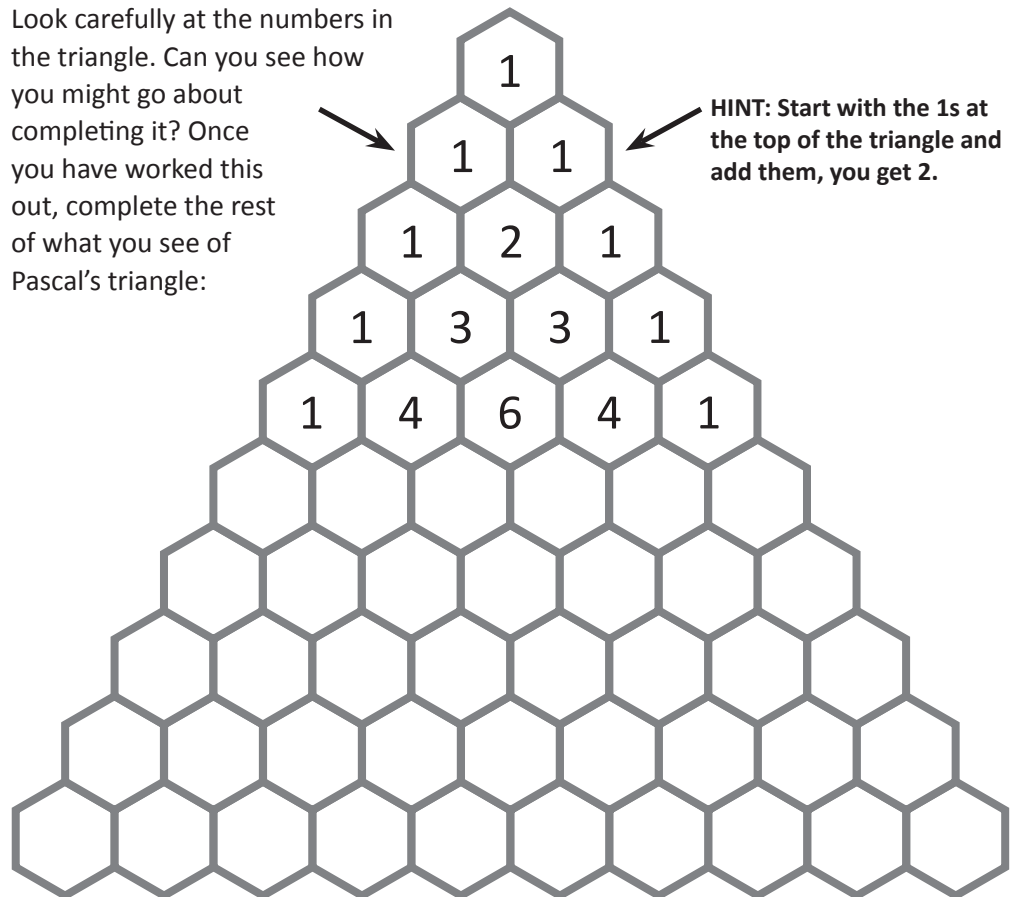 Look carefully at the numbers in
the triangle. Can you see how
you might go about
completing it? Once
you have worked this
out, complete the rest
of what you see of
Pascal’s triangle:
HINT: Start with the 1s at
the top of the triangle and
add them, you get 2.
1
1 1
1 2 1
1 3 3 1
1 4 6 4 1